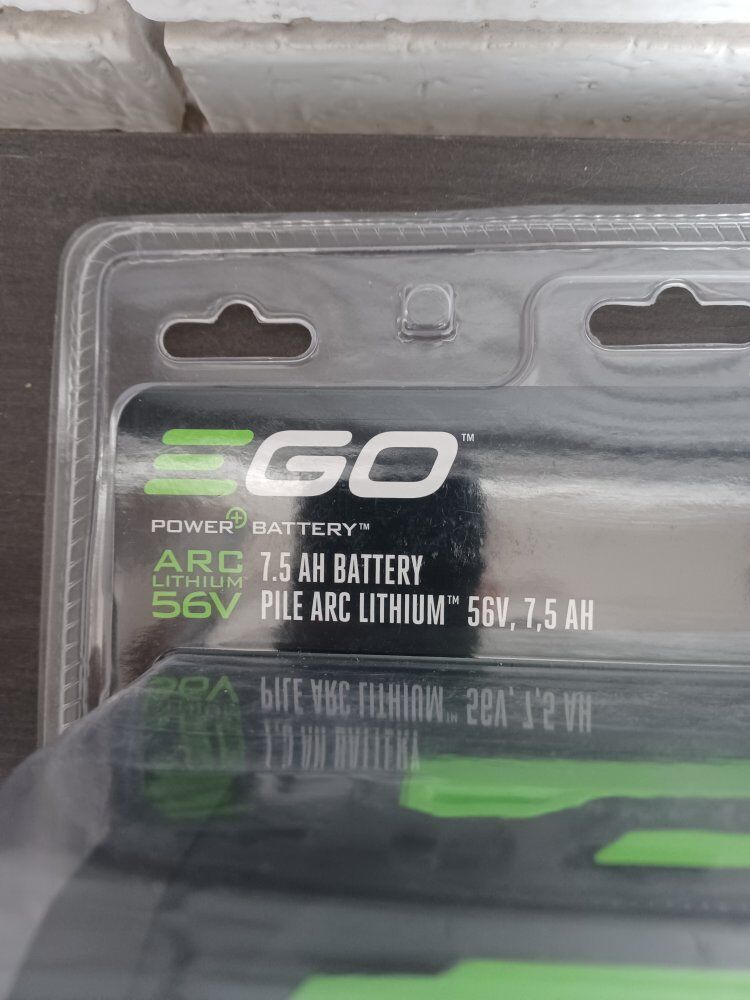 EGO™
POWER+ BATTERY™
ARC
LITHIUM™
56V
7.5 AH BATTERY
PILE ARC LITHIUM™ 56V, 7,5 AH